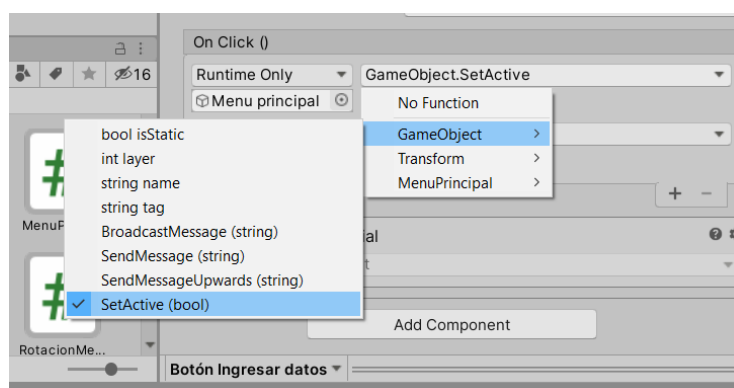 On Click ()
16
Runtime Only
GameObject.SetActive
Menu principal
No Function
GameObject
Transform
MenuPrincipal
bool isStatic
int layer
string name
string tag
BroadcastMessage (string)
SendMessage (string)
SendMessageUpwards (string)
SetActive (bool)
MenuP
RotacionMe...
ial
t
Add Component
Botón Ingresar datos